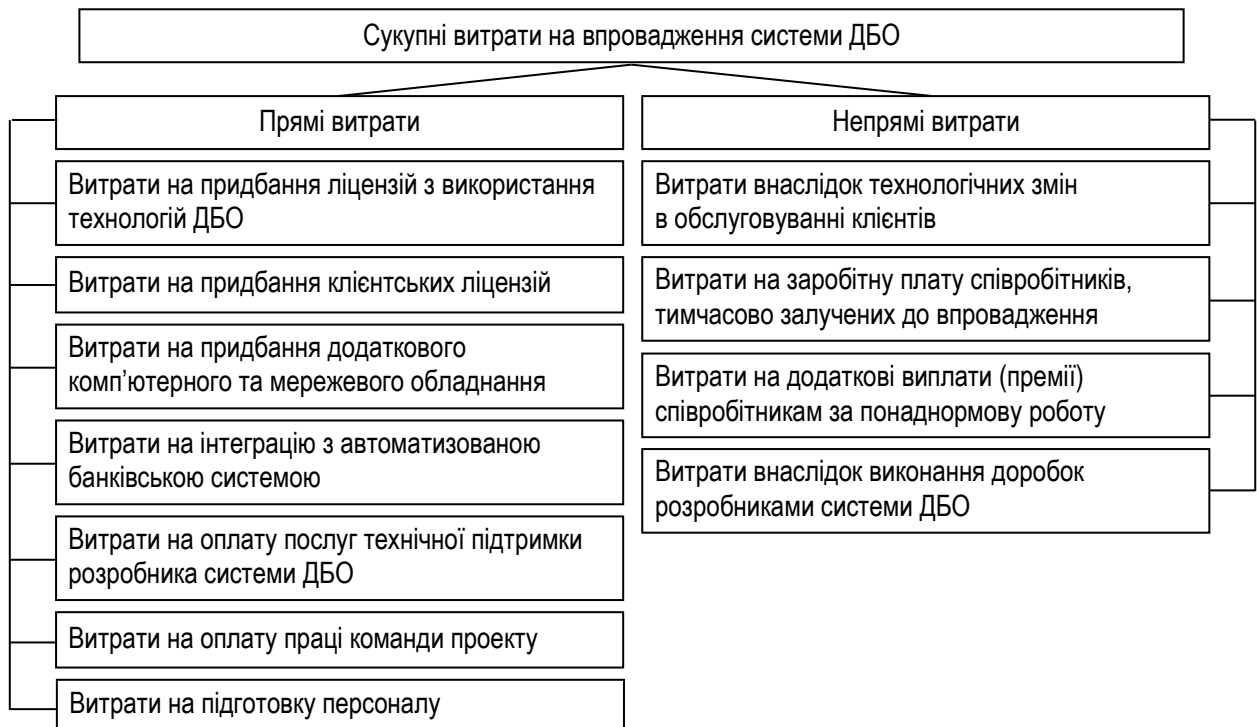 Сукупні витрати на впровадження системи ДБО
Прямі витрати
Витрати на придбання ліцензій з використання
технологій ДБО
Витрати на придбання клієнтських ліцензій
Витрати на придбання додаткового
комп’ютерного та мережевого обладнання
Витрати на інтеграцію з автоматизованою
банківською системою
Витрати на оплату послуг технічної підтримки
розробника системи ДБО
Витрати на оплату праці команди проекту
Витрати на підготовку персоналу
Непрямі витрати
Витрати внаслідок технологічних змін
в обслуговуванні клієнтів
Витрати на заробітну плату співробітників,
тимчасово залучених до впровадження
Витрати на додаткові виплати (премії)
співробітникам за понаднормову роботу
Витрати внаслідок виконання доробок
розробниками системи ДБО